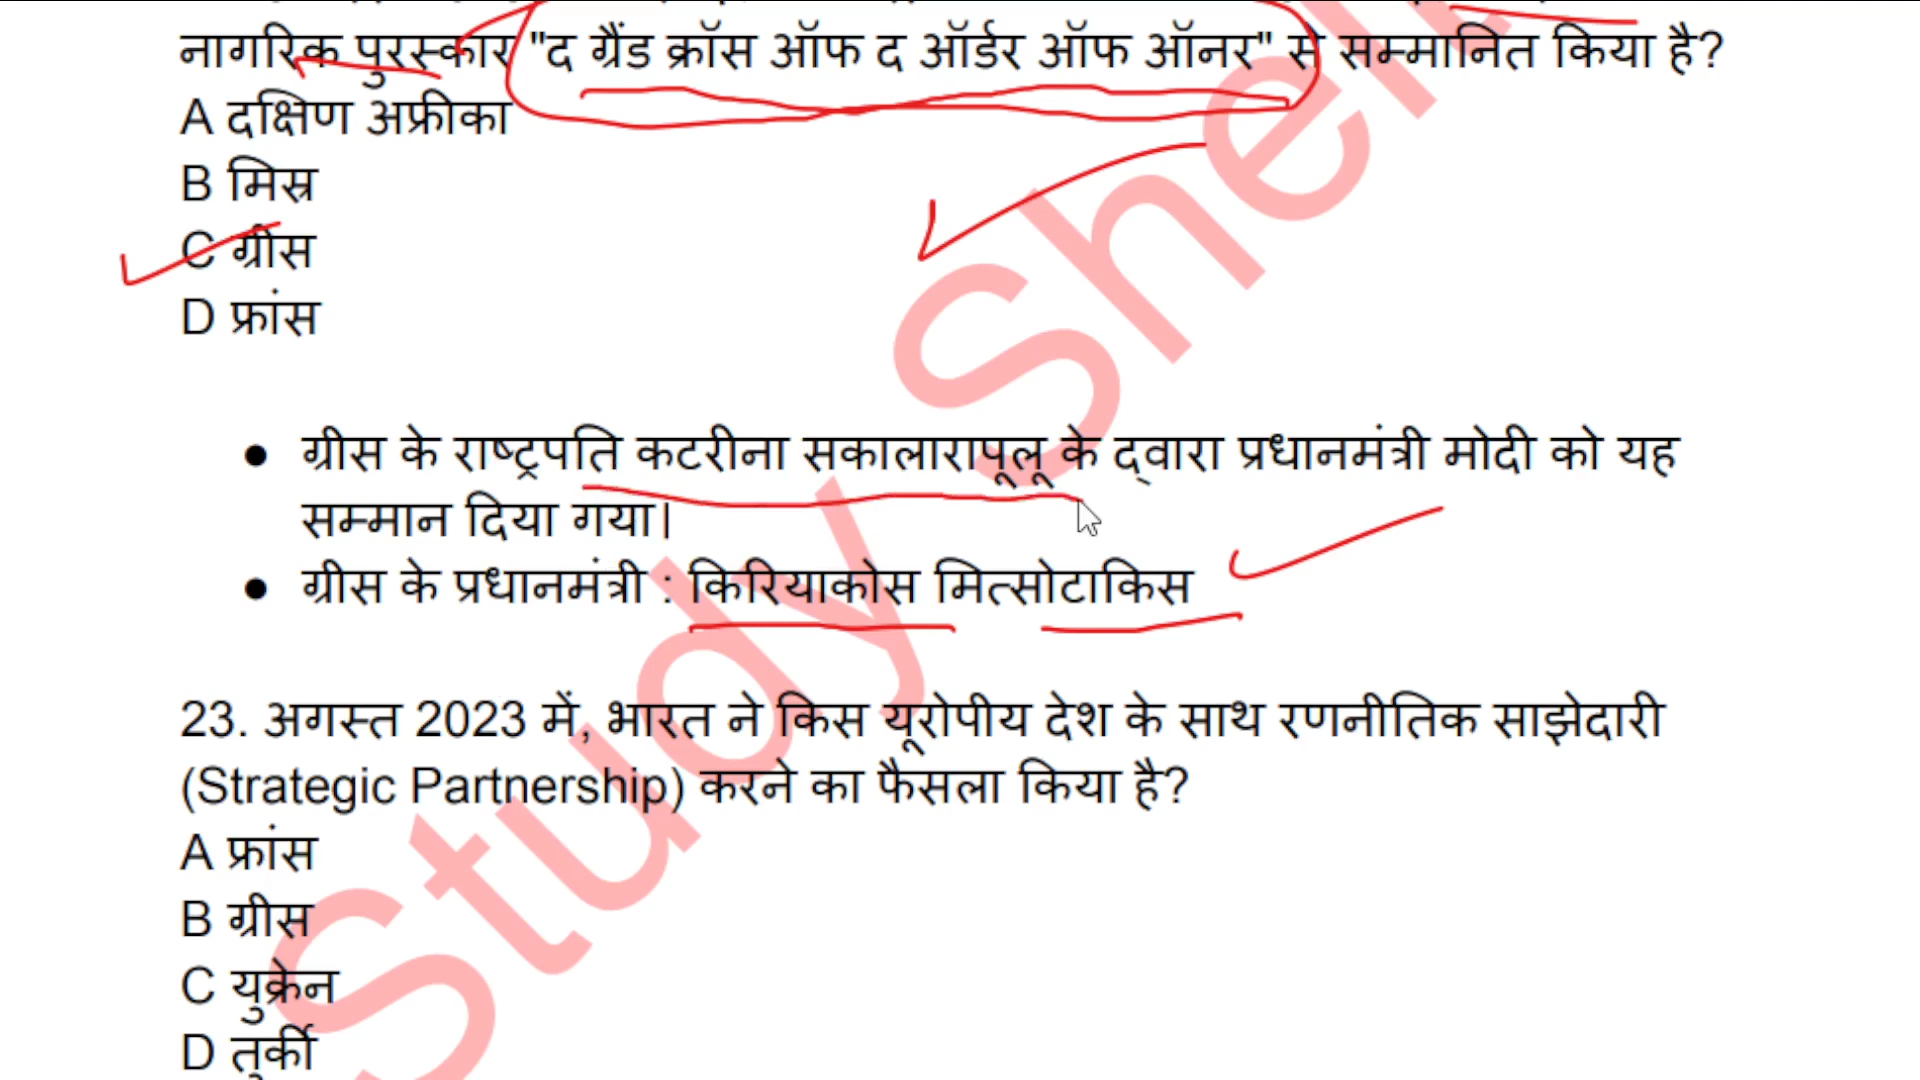 नागरिक पुरस्कार "द ग्रैंड क्रॉस ऑफ द ऑर्डर ऑफ ऑनर" से सम्मानित किया है?
A दक्षिण अफ्रीका
B मिस्र
C ग्रीस
D फ्रांस
● ग्रीस के राष्ट्रपति कटरीना सकालारापूलू के द्वारा प्रधानमंत्री मोदी को यह
सम्मान दिया गया।
● ग्रीस के प्रधानमंत्री : किरियाकोस मित्सोटाकिस
23. अगस्त 2023 में, भारत ने किस यूरोपीय देश के साथ रणनीतिक साझेदारी
(Strategic Partnership) करने का फैसला किया है?
A फ्रांस
B ग्रीस
C युक्रेन
D तुर्की
Study Shel